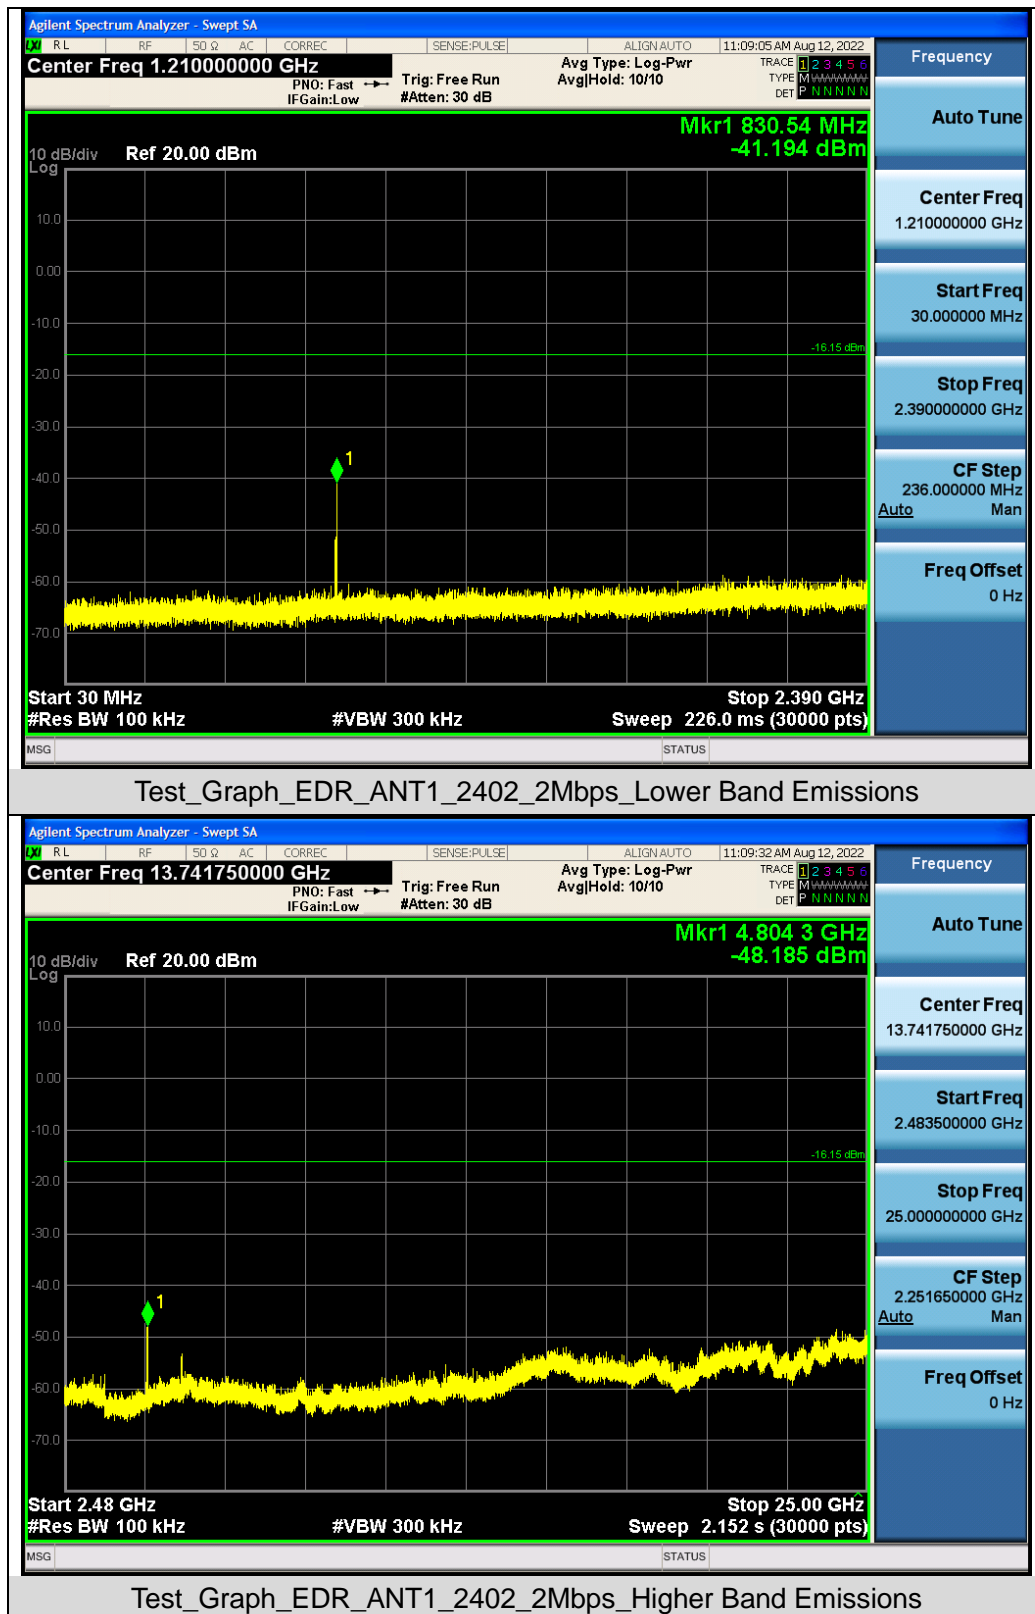 Agilent Spectrum Analyzer - Swept SA
LXI RL RF 50 Ω AC CORREC SENSE:PULSE ALIGN AUTO 11:09:05 AM Aug 12, 2022
Center Freq 1.210000000 GHz
PNO: Fast
IFGain:Low
Trig: Free Run
#Atten: 30 dB
Avg Type: Log-Pwr
Avg|Hold: 10/10
TRACE 1 2 3 4 5 6
TYPE M WWWWW
DET P N N N N N
Mkr1 830.54 MHz
-41.194 dBm
10 dB/div Ref 20.00 dBm
Log
10.0
0.00
-10.0
-16.15 dBm
-20.0
-30.0
1
-40.0
-50.0
-60.0
-70.0
Start 30 MHz Stop 2.390 GHz
#Res BW 100 kHz #VBW 300 kHz Sweep 226.0 ms (30000 pts)
MSG STATUS
Frequency
Auto Tune
Center Freq
1.210000000 GHz
Start Freq
30.000000 MHz
Stop Freq
2.390000000 GHz
CF Step
236.000000 MHz
Auto Man
Freq Offset
0 Hz
Test_Graph_EDR_ANT1_2402_2Mbps_Lower Band Emissions
Agilent Spectrum Analyzer - Swept SA
LXI RL RF 50 Ω AC CORREC SENSE:PULSE ALIGN AUTO 11:09:32 AM Aug 12, 2022
Center Freq 13.741750000 GHz
PNO: Fast
IFGain:Low
Trig: Free Run
#Atten: 30 dB
Avg Type: Log-Pwr
Avg|Hold: 10/10
TRACE 1 2 3 4 5 6
TYPE M WWWWW
DET P N N N N N
Mkr1 4.804 3 GHz
-48.185 dBm
10 dB/div Ref 20.00 dBm
Log
10.0
0.00
-10.0
-16.15 dBm
-20.0
-30.0
-40.0
1
-50.0
-60.0
-70.0
Start 2.48 GHz Stop 25.00 GHz
#Res BW 100 kHz #VBW 300 kHz Sweep 2.152 s (30000 pts)
MSG STATUS
Frequency
Auto Tune
Center Freq
13.741750000 GHz
Start Freq
2.483500000 GHz
Stop Freq
25.000000000 GHz
CF Step
2.251650000 GHz
Auto Man
Freq Offset
0 Hz
Test_Graph_EDR_ANT1_2402_2Mbps_Higher Band Emissions